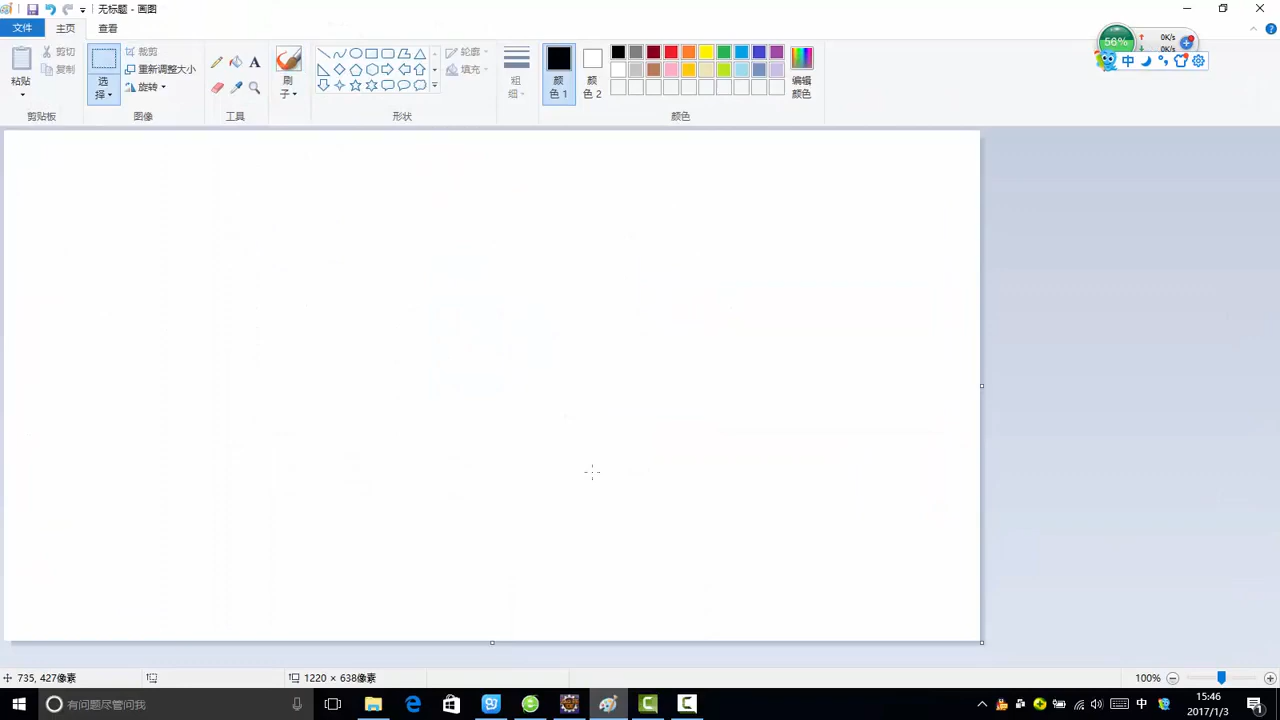 无标题 - 画图
文件 主页 查看
粘贴
剪切
复制
剪贴板
选
择
裁剪
重新调整大小
旋转
图像
A
工具
刷
子
形状
轮廓
填充
粗
细
颜
色 1
颜
色 2
编辑
颜色
颜色
56%
0K/s
0K/s
中
735, 427像素
1220 × 638像素
100%
有问题尽管问我
中
15:46
2017/1/3